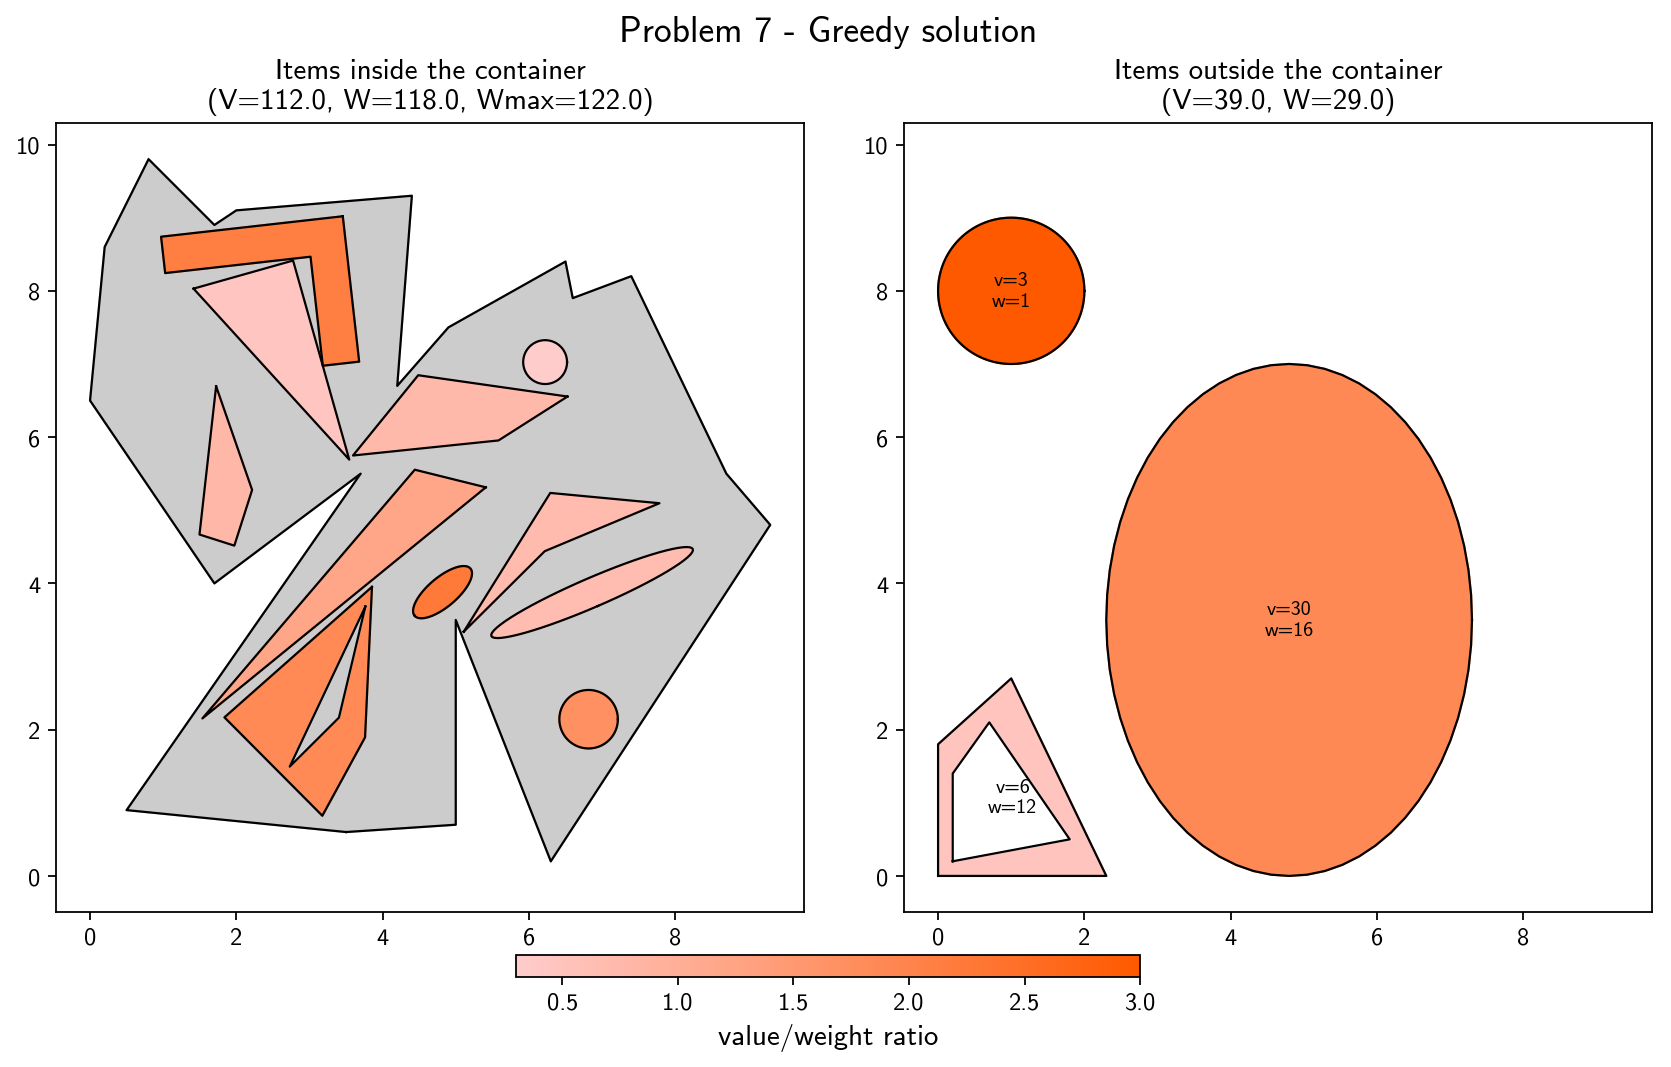 Problem 7 - Greedy solution
Items inside the container
(V=112.0, W=118.0, Wmax=122.0)
10
8
6
4
2
0
0 2 4 6 8
Items outside the container
(V=39.0, W=29.0)
10
8
6
4
2
0
v=3
w=1
v=30
w=16
v=6
w=12
0 2 4 6 8
0.5 1.0 1.5 2.0 2.5 3.0
value/weight ratio